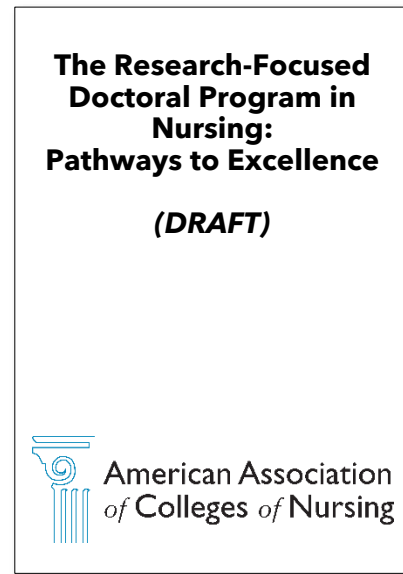 The Research-Focused
Doctoral Program in
Nursing:
Pathways to Excellence
(DRAFT)
American Association
of Colleges of Nursing